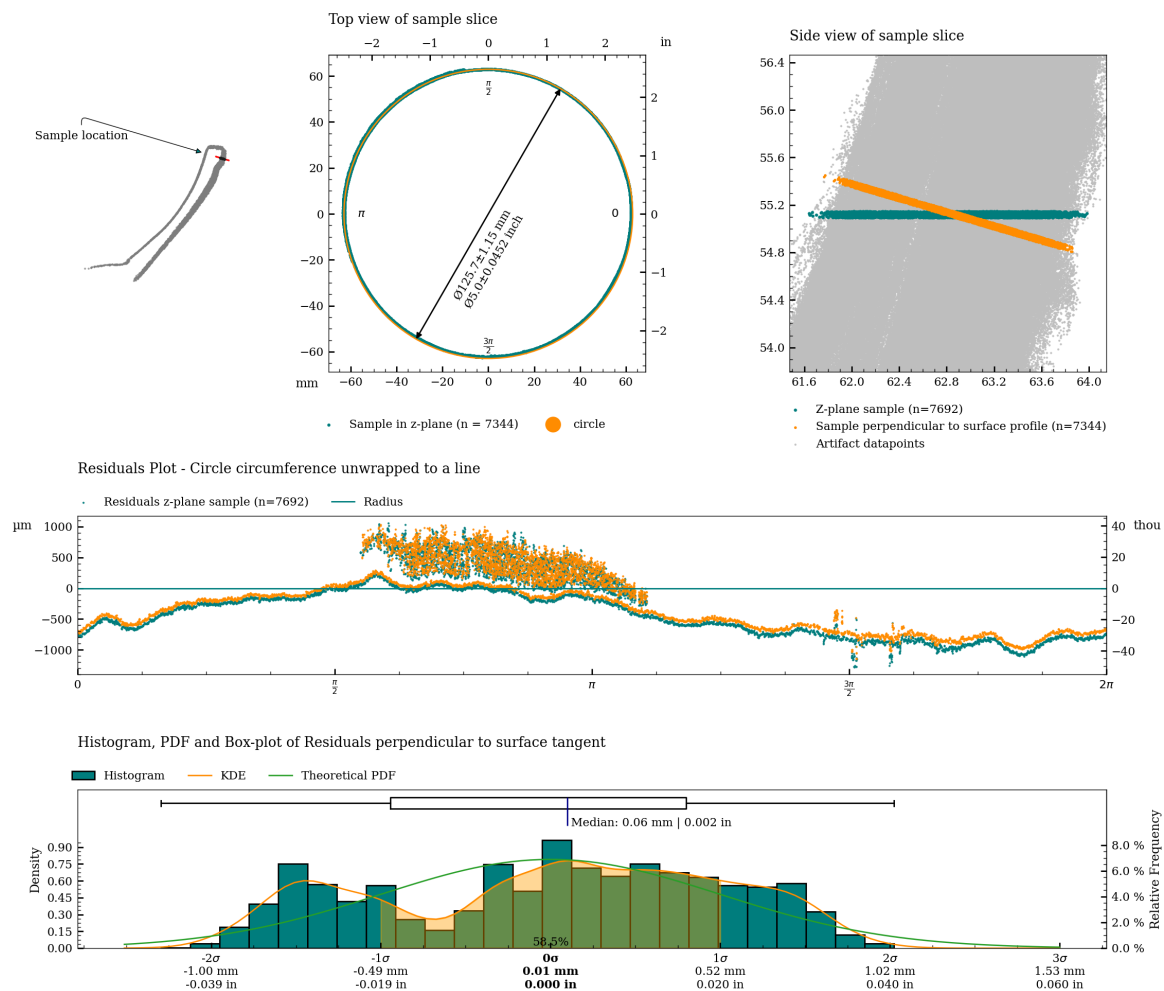 Top view of sample slice
−2 −1 0 1 2 in
Side view of sample slice
Sample location
60
40
20
0
−20
−40
−60
mm
−60 −40 −20 0 20 40 60
2
1
0
−1
−2
π/2
π
0
3π/2
Ø125.7±1.15 mm
Ø5.0±0.0452 inch
Sample in z-plane (n = 7344) circle
56.4
56.0
55.6
55.2
54.8
54.4
54.0
61.6 62.0 62.4 62.8 63.2 63.6 64.0
Z-plane sample (n=7692)
Sample perpendicular to surface profile (n=7344)
Artifact datapoints
Residuals Plot - Circle circumference unwrapped to a line
Residuals z-plane sample (n=7692) Radius
µm
1000
500
0
−500
−1000
40 thou
20
0
−20
−40
0 π/2 π 3π/2 2π
Histogram, PDF and Box-plot of Residuals perpendicular to surface tangent
Histogram KDE Theoretical PDF
Median: 0.06 mm | 0.002 in
Density
0.90
0.75
0.60
0.45
0.30
0.15
0.00
Relative Frequency
8.0 %
6.0 %
4.0 %
2.0 %
0.0 %
58.5%
-2σ -1σ 0σ 1σ 2σ 3σ
-1.00 mm -0.49 mm 0.01 mm 0.52 mm 1.02 mm 1.53 mm
-0.039 in -0.019 in 0.000 in 0.020 in 0.040 in 0.060 in